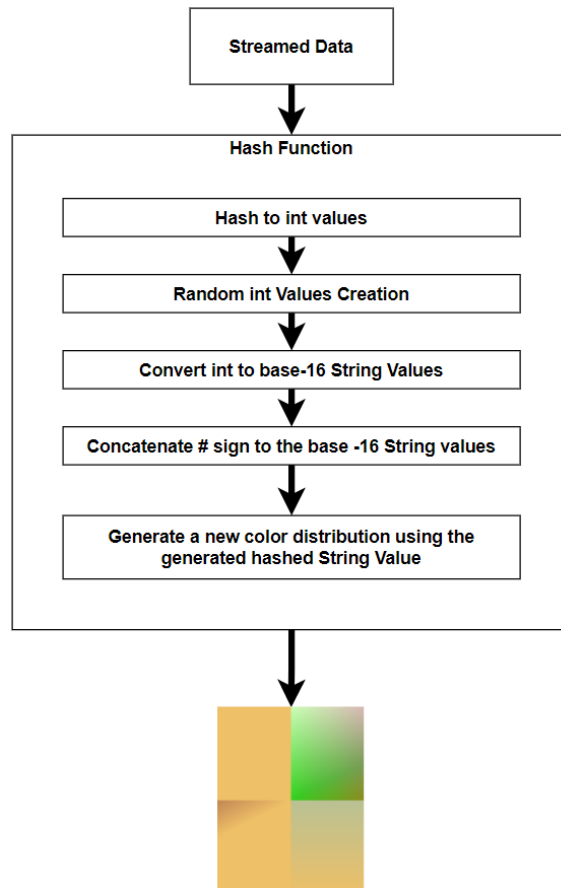 Streamed Data
Hash Function
Hash to int values
Random int Values Creation
Convert int to base-16 String Values
Concatenate # sign to the base -16 String values
Generate a new color distribution using the
generated hashed String Value